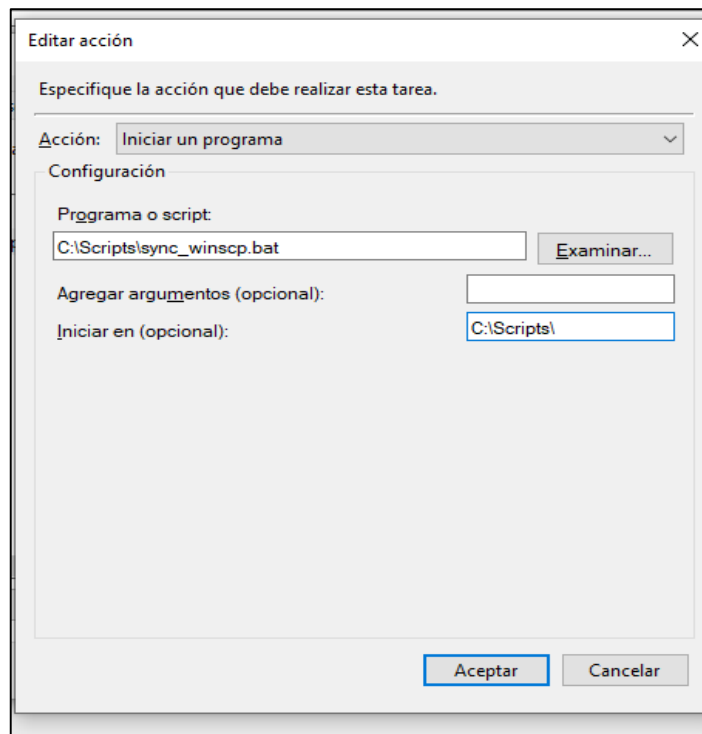 Editar acción
Especifique la acción que debe realizar esta tarea.
Acción: Iniciar un programa
Configuración
Programa o script:
C:\Scripts\sync_winscp.bat Examinar...
Agregar argumentos (opcional):
Iniciar en (opcional): C:\Scripts\
Aceptar Cancelar